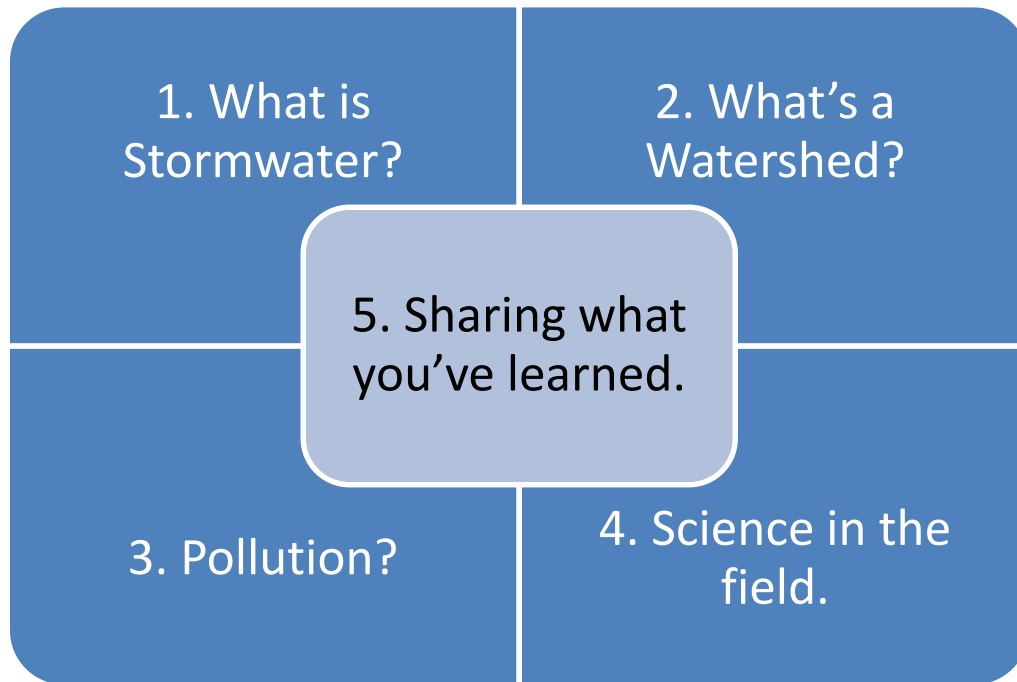 1. What is
Stormwater?
2. What’s a
Watershed?
5. Sharing what
you’ve learned.
3. Pollution?
4. Science in the
field.